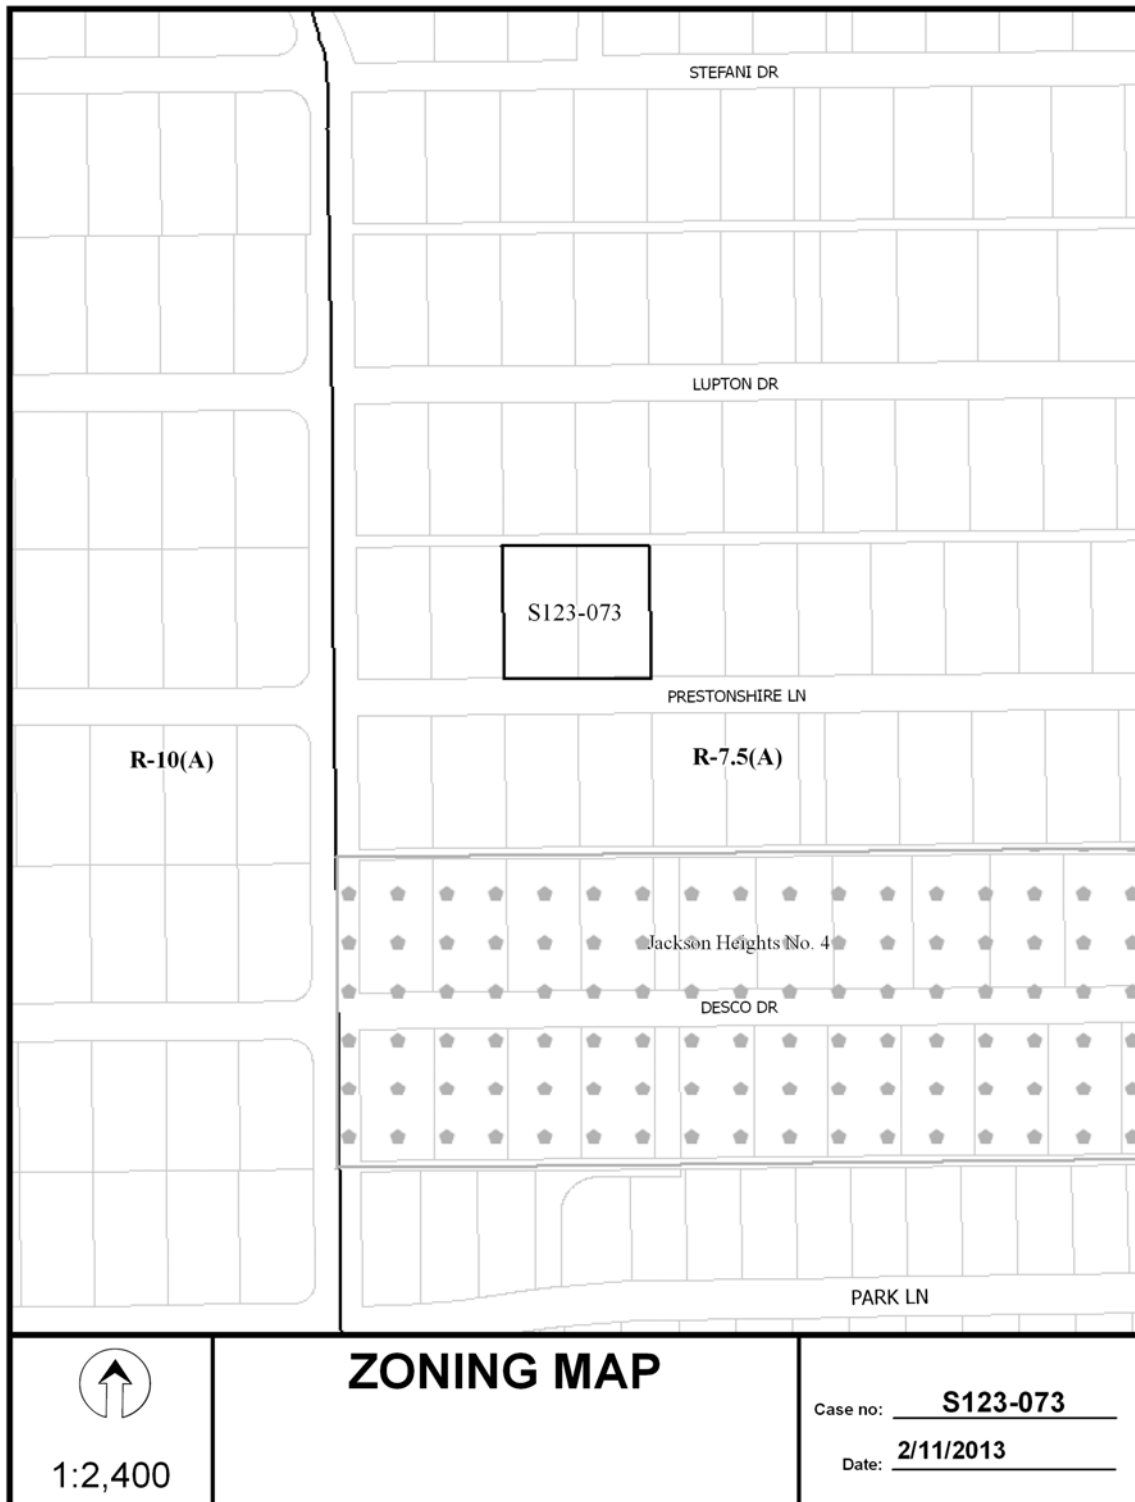 STEFANI DR
LUPTON DR
S123-073
PRESTONSHIRE LN
R-10(A)
R-7.5(A)
Jackson Heights No. 4
DESCO DR
PARK LN
1:2,400
ZONING MAP
Case no: S123-073
Date: 2/11/2013